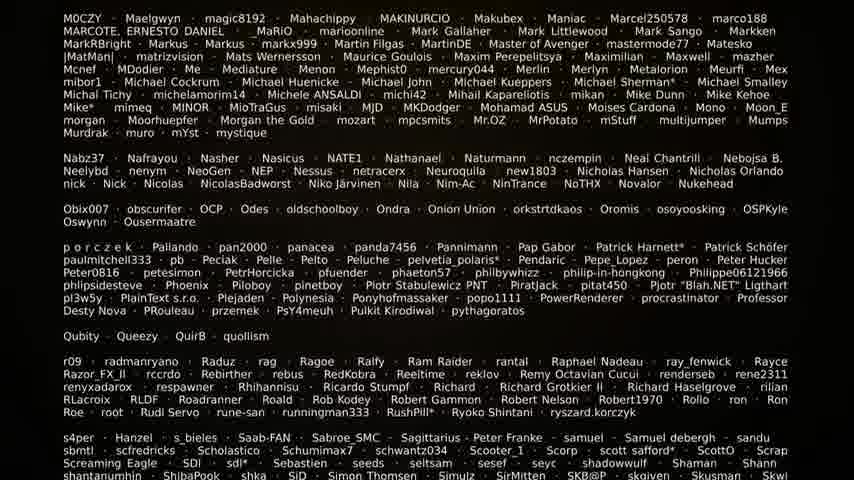 M0CZY · Maelgwyn · magic8192 · Mahachippy · MAKINURCIO · Makubex · Maniac · Marcel250578 · marco188
MARCOTE, ERNESTO DANIEL · _MaRiO · marioonline · Mark Gallaher · Mark Littlewood · Mark Sango · Markken
MarkRBright · Markus · Markus · markx999 · Martin Filgas · MartinDE · Master of Avenger · mastermode77 · Matesko
|MatMan| · matrizvision · Mats Wernersson · Maurice Goulois · Maxim Perepelitsya · Maximilian · Maxwell · mazher
Mcnef · MDodier · Me · Mediature · Menon · Mephist0 · mercury044 · Merlin · Merlyn · Metalorion · Meurfi · Mex
mibor1 · Michael Cockrum · Michael Huenicke · Michael John · Michael Kueppers · Michael Sherman* · Michael Smalley
Michal Tichy · michelamorim14 · Michele ANSALDI · michi42 · Mihail Kapareliotis · mikan · Mike Dunn · Mike Kehoe
Mike* · mimeq · MINOR · MioTraGus · misaki · MJD · MKDodger · Mohamad ASUS · Moises Cardona · Mono · Moon_E
morgan · Moorhuepfer · Morgan the Gold · mozart · mpcsmits · Mr.OZ · MrPotato · mStuff · multijumper · Mumps
Murdrak · muro · mYst · mystique
Nabz37 · Nafrayou · Nasher · Nasicus · NATE1 · Nathanael · Naturmann · nczempin · Neal Chantrill · Nebojsa B.
Neelybd · nenym · NeoGen · NEP · Nessus · netracerx · Neuroquila · new1803 · Nicholas Hansen · Nicholas Orlando
nick · Nick · Nicolas · NicolasBadworst · Niko Järvinen · Nila · Nim-Ac · NinTrance · NoTHX · Novalor · Nukehead
Obix007 · obscurifer · OCP · Odes · oldschoolboy · Ondra · Onion Union · orkstrtdkaos · Oromis · osoyoosking · OSPKyle
Oswynn · Ousermaatre
p o r c z e k · Pallando · pan2000 · panacea · panda7456 · Pannimann · Pap Gabor · Patrick Harnett* · Patrick Schöfer
paulmitchell333 · pb · Peciak · Pelle · Pelto · Peluche · pelvetia_polaris* · Pendaric · Pepe_Lopez · peron · Peter Hucker
Peter0816 · petesimon · PetrHorcicka · pfuender · phaeton57 · philbywhizz · philip-in-hongkong · Philippe06121966
phlipsidesteve · Phoenix · Piloboy · pinetboy · Piotr Stabulewicz PNT · PiratJack · pitat450 · Pjotr "Blah.NET" Ligthart
pl3w5y · PlainText s.r.o. · Plejaden · Polynesia · Ponyhofmassaker · popo1111 · PowerRenderer · procrastinator · Professor
Desty Nova · PRouleau · przemek · PsY4meuh · Pulkit Kirodiwal · pythagoratos
Qubity · Queezy · QuirB · quollism
r09 · radmanryano · Raduz · rag · Ragoe · Ralfy · Ram Raider · rantal · Raphael Nadeau · ray_fenwick · Rayce
Razor_FX_II · rccrdo · Rebirther · rebus · RedKobra · Reeltime · reklov · Remy Octavian Cucui · renderseb · rene2311
renyxadarox · respawner · Rhihannisu · Ricardo Stumpf · Richard · Richard Grotkier II · Richard Haselgrove · rilian
RLacroix · RLDF · Roadranner · Roald · Rob Kodey · Robert Gammon · Robert Nelson · Robert1970 · Rollo · ron · Ron
Roe · root · Rudi Servo · rune-san · runningman333 · RushPill* · Ryoko Shintani · ryszard.korczyk
s4per · Hanzel · s_bieles · Saab-FAN · Sabroe_SMC · Sagittarius - Peter Franke · samuel · Samuel debergh · sandu
sbmtl · scfredricks · Scholastico · Schumimax7 · schwantz034 · Scooter_1 · Scorp · scott safford* · ScottO · Scrap
Screaming Eagle · SDI · sdl* · Sebastien · seeds · seltsam · sesef · seyc · shadowwulf · Shaman · Shann
shantanumhin · ShibaPook · shka · SiD · Simon Thomsen · Simulz · SirMitten · SKB@P · skgiven · Skusman · Skwl